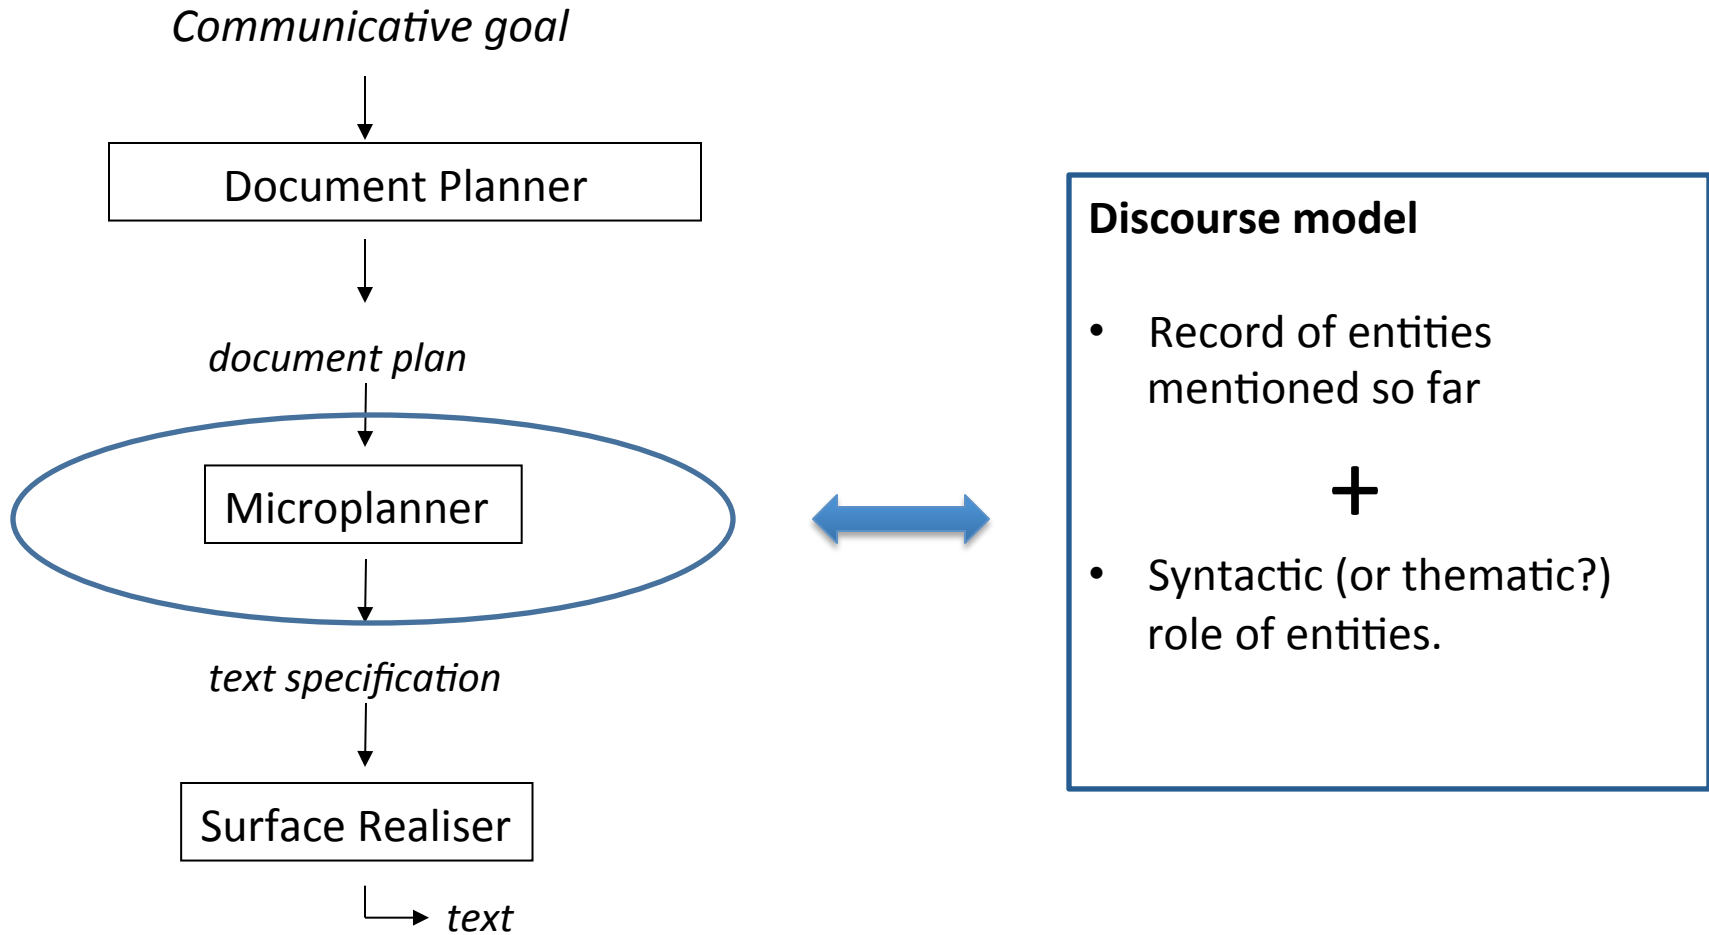 Communicative goal
Document Planner
document plan
Microplanner
text specification
Surface Realiser
text
Discourse model
• Record of entities
mentioned so far
+
• Syntactic (or thematic?)
role of entities.